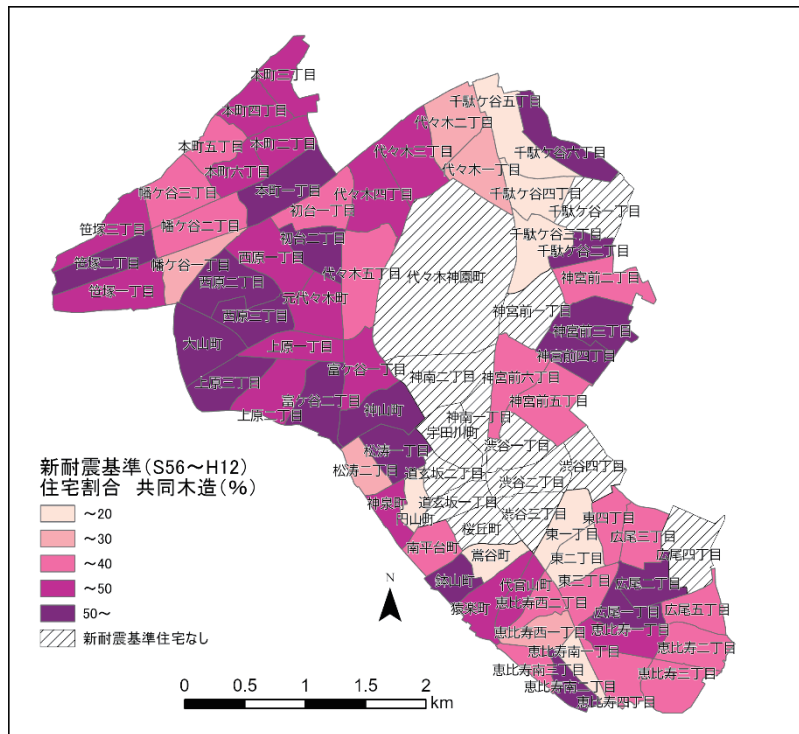 本町三丁目
千駄ケ谷五丁目
本町四丁目
代々木二丁目
本町五丁目
本町二丁目
代々木三丁目
千駄ケ谷六丁目
本町六丁目
代々木一丁目
幡ケ谷三丁目
本町一丁目
代々木四丁目
千駄ケ谷四丁目
初台一丁目
千駄ケ谷一丁目
笹塚三丁目
幡ケ谷二丁目
千駄ケ谷三丁目
初台二丁目
千駄ケ谷二丁目
笹塚二丁目
幡ケ谷一丁目
西原一丁目
代々木五丁目
代々木神園町
神宮前二丁目
笹塚一丁目
西原二丁目
元代々木町
神宮前一丁目
西原三丁目
神宮前三丁目
大山町
上原一丁目
神宮前四丁目
富ケ谷一丁目
神南二丁目
神宮前六丁目
上原三丁目
富ケ谷二丁目
神山町
神宮前五丁目
上原二丁目
神南一丁目
宇田川町
松涛一丁目
渋谷一丁目
松涛二丁目
道玄坂二丁目
渋谷四丁目
渋谷二丁目
神泉町
道玄坂一丁目
円山町
渋谷三丁目
東四丁目
桜丘町
東一丁目
広尾三丁目
南平台町
鴬谷町
東二丁目
広尾四丁目
鉢山町
代官山町
東三丁目
広尾二丁目
猿楽町
恵比寿西二丁目
広尾一丁目
広尾五丁目
恵比寿西一丁目
恵比寿一丁目
恵比寿南一丁目
恵比寿二丁目
恵比寿南三丁目
恵比寿三丁目
恵比寿南二丁目
恵比寿四丁目
新耐震基準(S56～H12)
住宅割合 共同木造(%)
～20
～30
～40
～50
50～
新耐震基準住宅なし
N
0 0.5 1 1.5 2
km